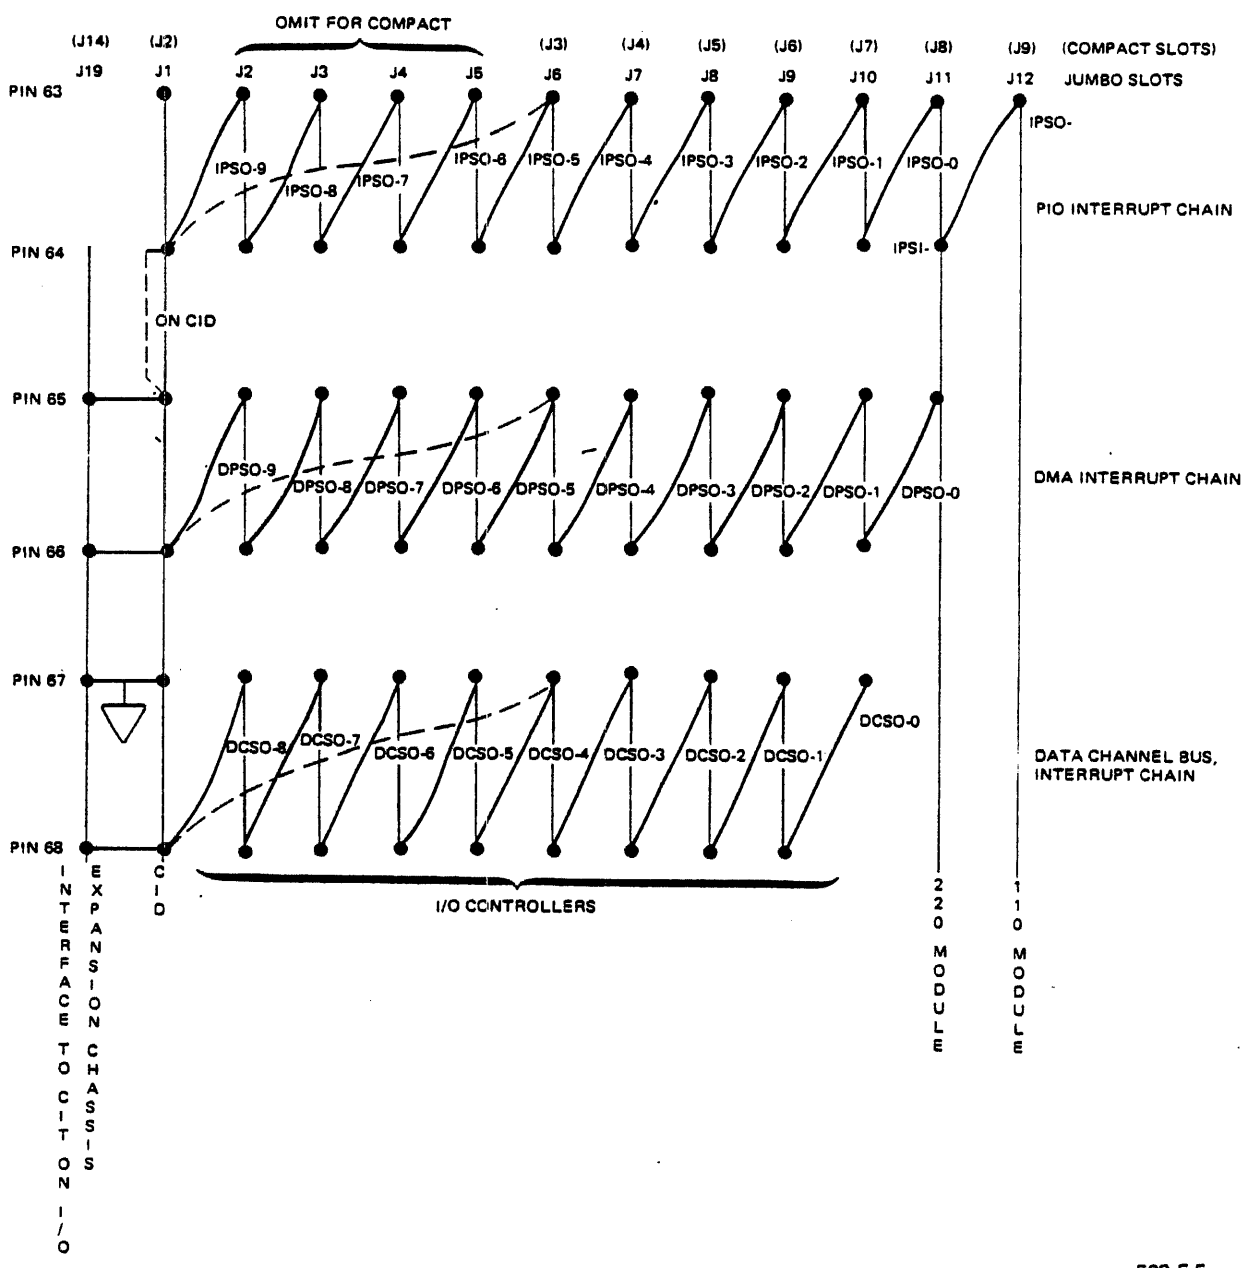 OMIT FOR COMPACT
(J14) (J2) (J3) (J4) (J5) (J6) (J7) (J8) (J9) (COMPACT SLOTS)
J19 J1 J2 J3 J4 J5 J6 J7 J8 J9 J10 J11 J12 JUMBO SLOTS
PIN 63
IPSO-
IPSO-9 IPSO-8 IPSO-7 IPSO-6 IPSO-5 IPSO-4 IPSO-3 IPSO-2 IPSO-1 IPSO-0
PIO INTERRUPT CHAIN
PIN 64
IPSI-
ON CID
PIN 65
DPSO-9 DPSO-8 DPSO-7 DPSO-6 DPSO-5 DPSO-4 DPSO-3 DPSO-2 DPSO-1 DPSO-0
DMA INTERRUPT CHAIN
PIN 66
PIN 67
DCSO-8 DCSO-7 DCSO-6 DCSO-5 DCSO-4 DCSO-3 DCSO-2 DCSO-1 DCSO-0
DATA CHANNEL BUS,
INTERRUPT CHAIN
PIN 68
INTERFACE TO CIT ON I/O
EXPANSION CHASSIS
CID
I/O CONTROLLERS
220 MODULE
110 MODULE